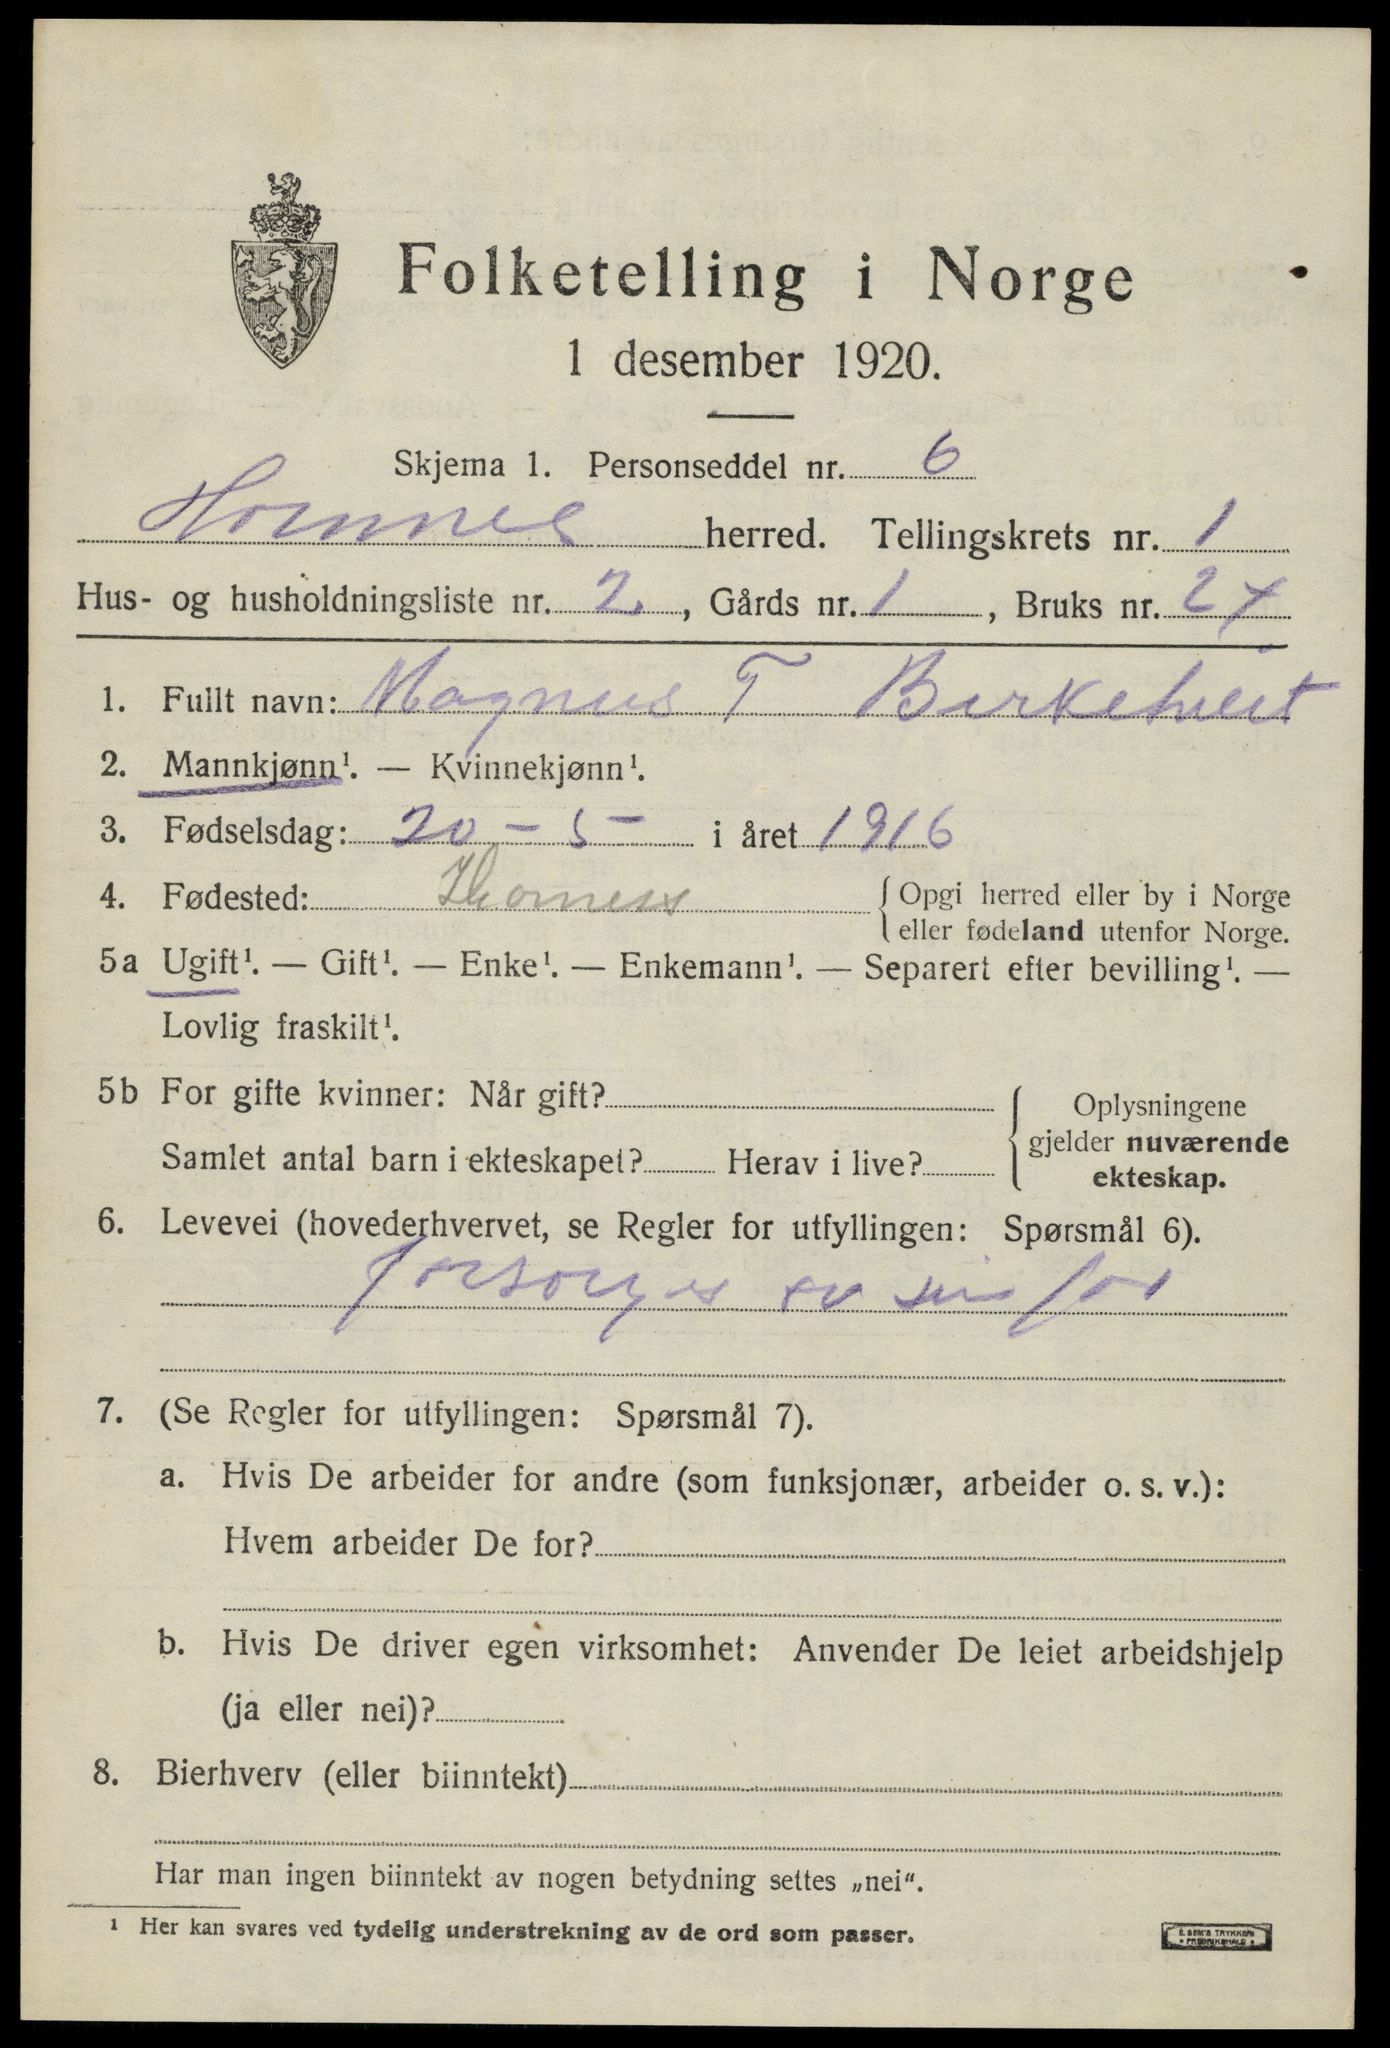 Folketelling i Norge
1 desember 1920.
Skjema 1. Personseddel nr. 6
Hornnes herred. Tellingskrets nr. 1
Hus- og husholdningsliste nr. 2, Gårds nr. 1, Bruks nr. 24
1. Fullt navn: Magnus T Birketveit
2. Mannkjønn¹. — Kvinnekjønn¹.
3. Fødselsdag: 20 - 5 - i året 1916
4. Fødested: Hornnes { Opgi herred eller by i Norge
eller fødeland utenfor Norge.
5a Ugift¹. — Gift¹. — Enke¹. — Enkemann¹. — Separert efter bevilling¹. —
Lovlig fraskilt¹.
5b For gifte kvinner: Når gift?
Samlet antal barn i ekteskapet? Herav i live?
Oplysningene
gjelder nuværende
ekteskap.
6. Levevei (hovederhvervet, se Regler for utfyllingen: Spørsmål 6).
forsorges av sin far
7. (Se Regler for utfyllingen: Spørsmål 7).
a. Hvis De arbeider for andre (som funksjonær, arbeider o. s. v.):
Hvem arbeider De for?
b. Hvis De driver egen virksomhet: Anvender De leiet arbeidshjelp
(ja eller nei)?
8. Bierhverv (eller biinntekt)
Har man ingen biinntekt av nogen betydning settes „nei“.
¹ Her kan svares ved tydelig understrekning av de ord som passer.
E. SEM'S TRYKKERI
• FREDRIKSHALD •